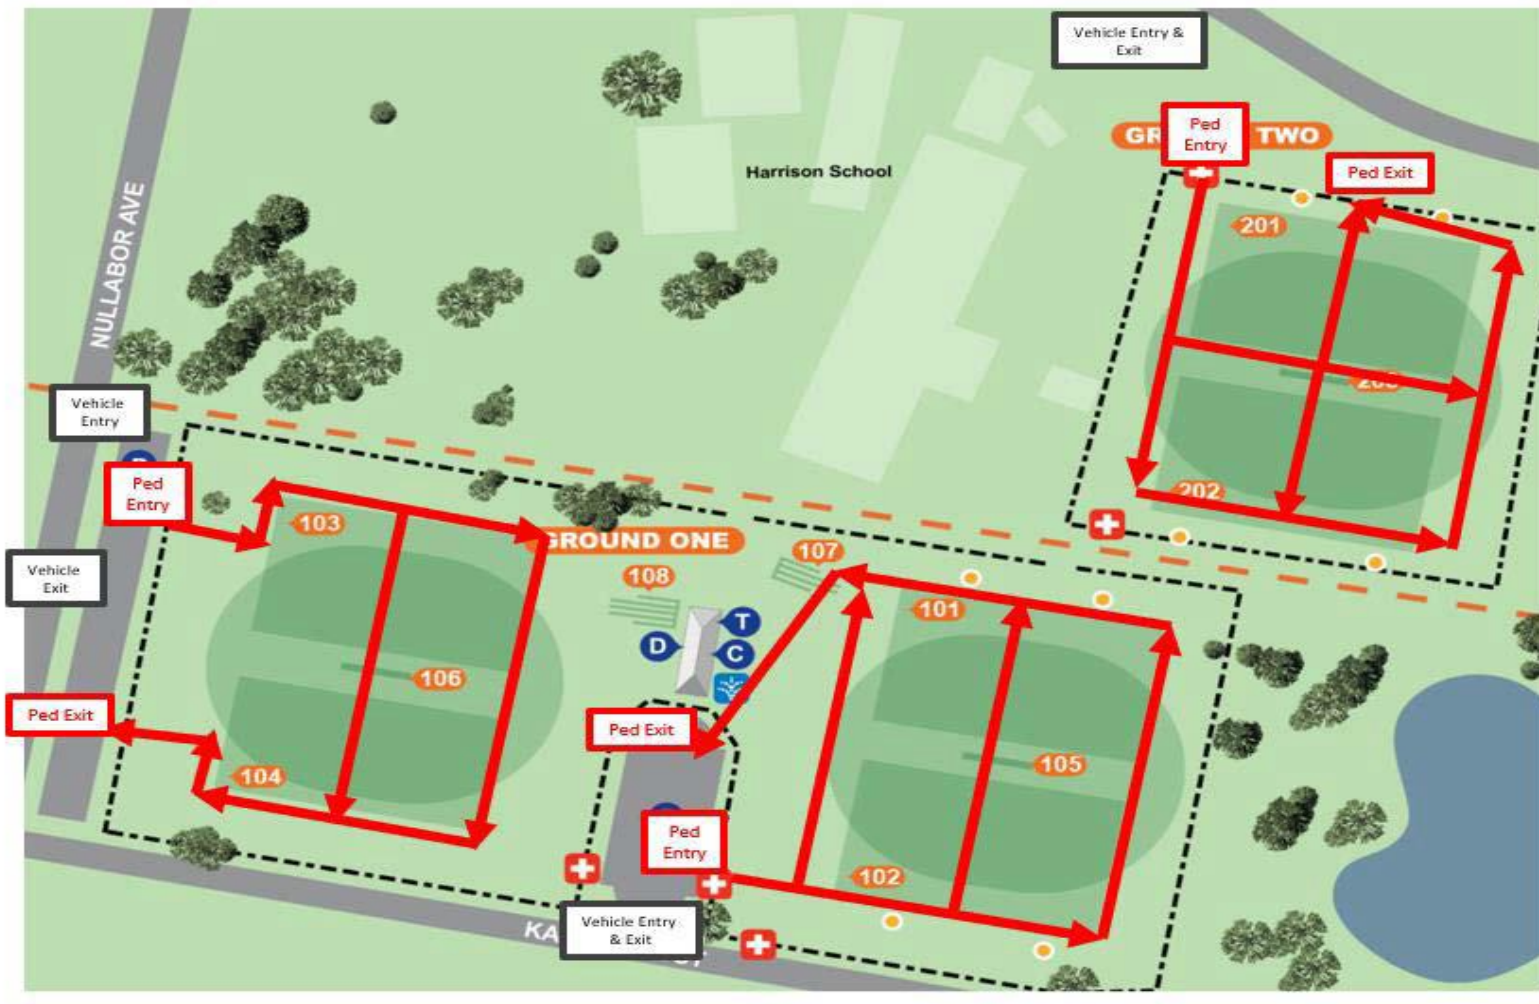 Vehicle Entry &
Exit
Ped
Entry
TWO
Ped Exit
201
Harrison School
NULLABOR AVE
202
Vehicle
Entry
Ped
Entry
103
GROUND ONE
107
108
101
Vehicle
Exit
T
D
C
106
Ped Exit
Ped Exit
105
104
Ped
Entry
102
Vehicle Entry
& Exit
KA